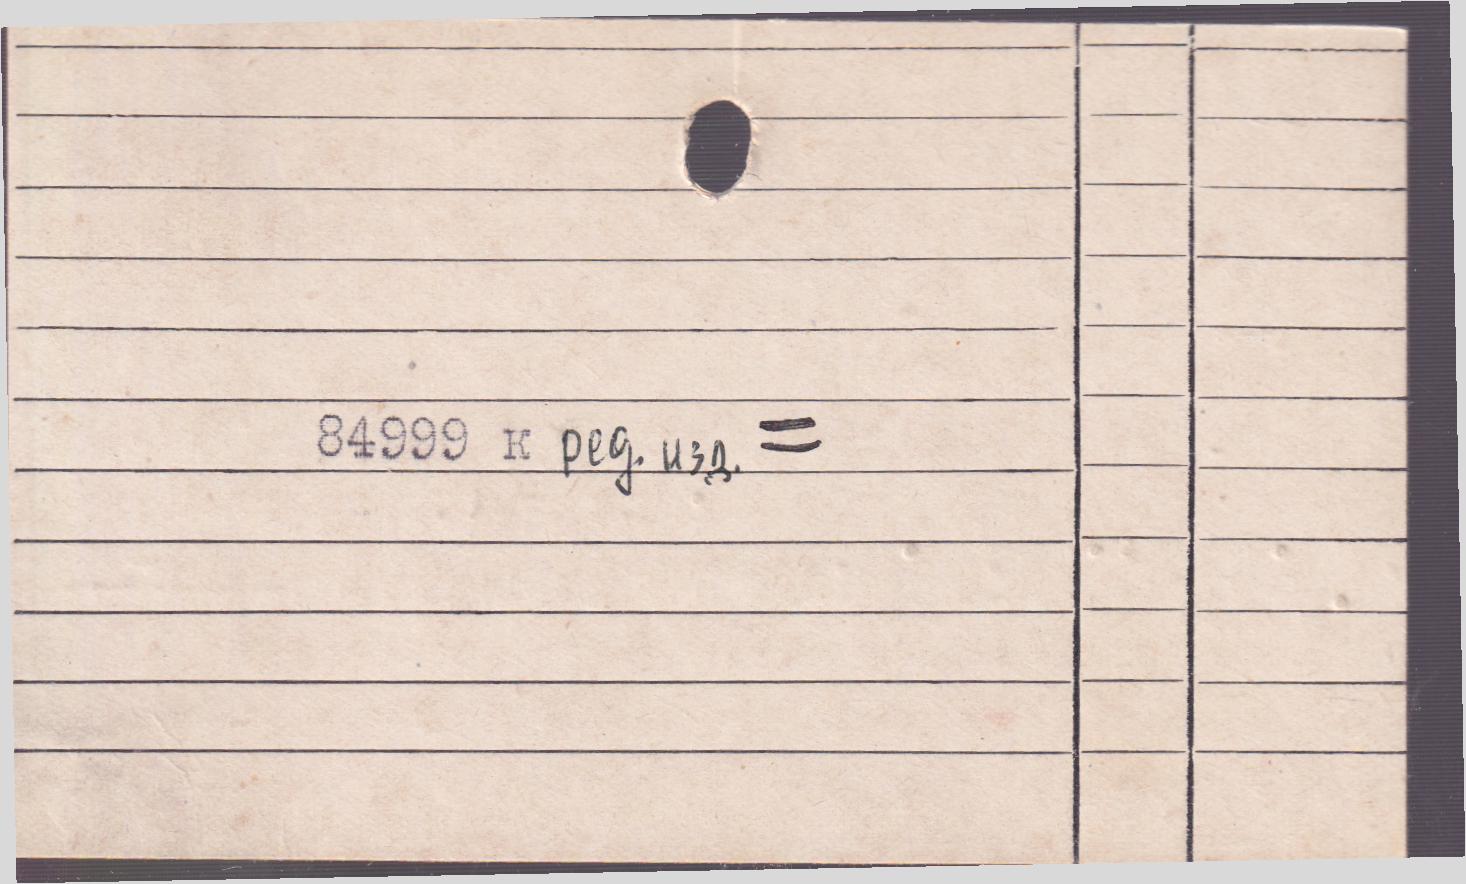 84999 к ред. изд. =